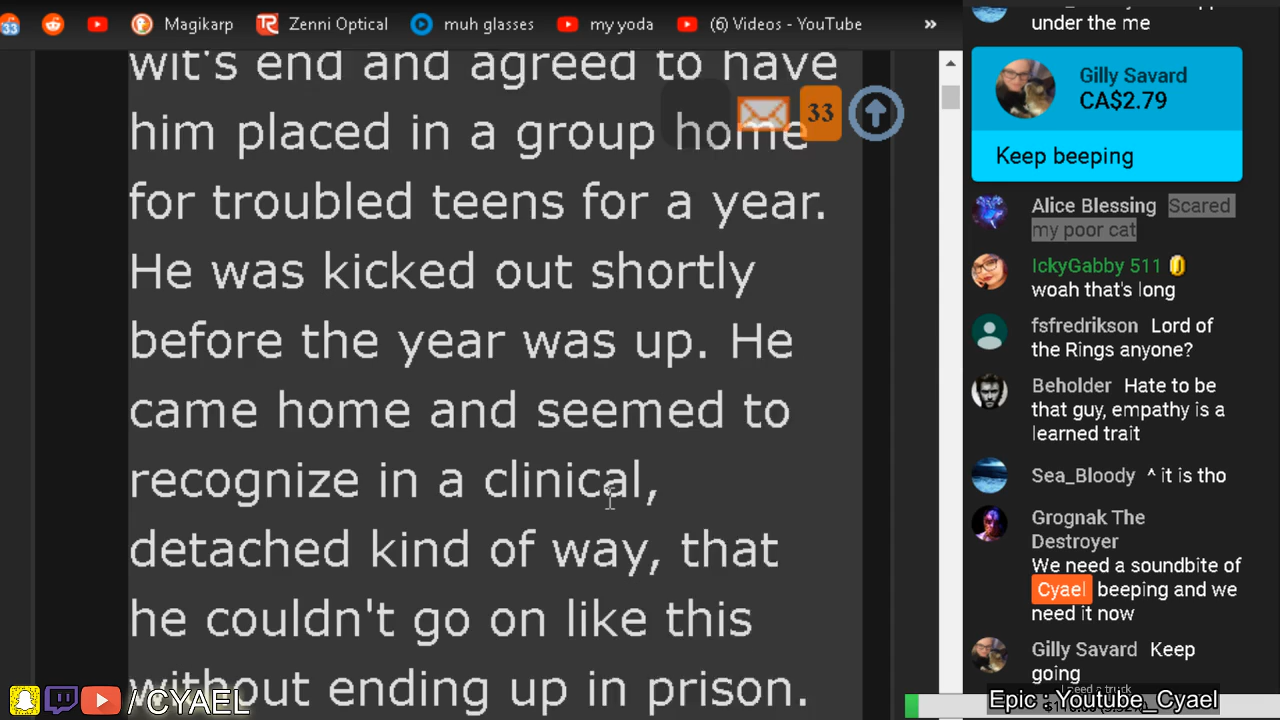 33
Magikarp
Zenni Optical
muh glasses
my yoda
(6) Videos - YouTube
»
wit's end and agreed to have
him placed in a group home
for troubled teens for a year.
He was kicked out shortly
before the year was up. He
came home and seemed to
recognize in a clinical,
detached kind of way, that
he couldn't go on like this
without ending up in prison.
33
/CYAEL
under the me
Gilly Savard
CA$2.79
Keep beeping
Alice Blessing Scared
my poor cat
IckyGabby 511
woah that's long
fsfredrikson Lord of
the Rings anyone?
Beholder Hate to be
that guy, empathy is a
learned trait
Sea_Bloody ^ it is tho
Grognak The
Destroyer
We need a soundbite of
Cyael beeping and we
need it now
Gilly Savard Keep
going
I need a truck
Epic : Youtube_Cyael